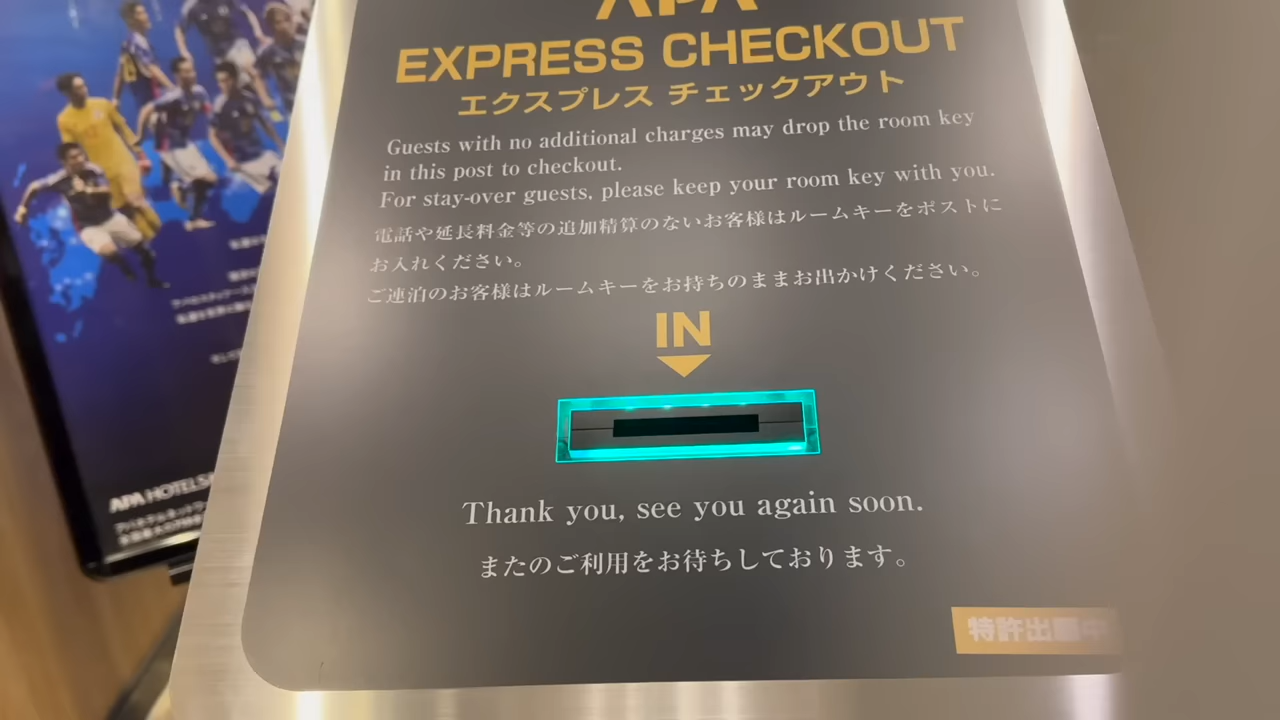 APA
EXPRESS CHECKOUT
エクスプレス チェックアウト
Guests with no additional charges may drop the room key
in this post to checkout.
For stay-over guests, please keep your room key with you.
電話や延長料金等の追加精算のないお客様はルームキーをポストに
お入れください。
ご連泊のお客様はルームキーをお持ちのままお出かけください。
IN
Thank you, see you again soon.
またのご利用をお待ちしております。
特許出願中
APA HOTELS